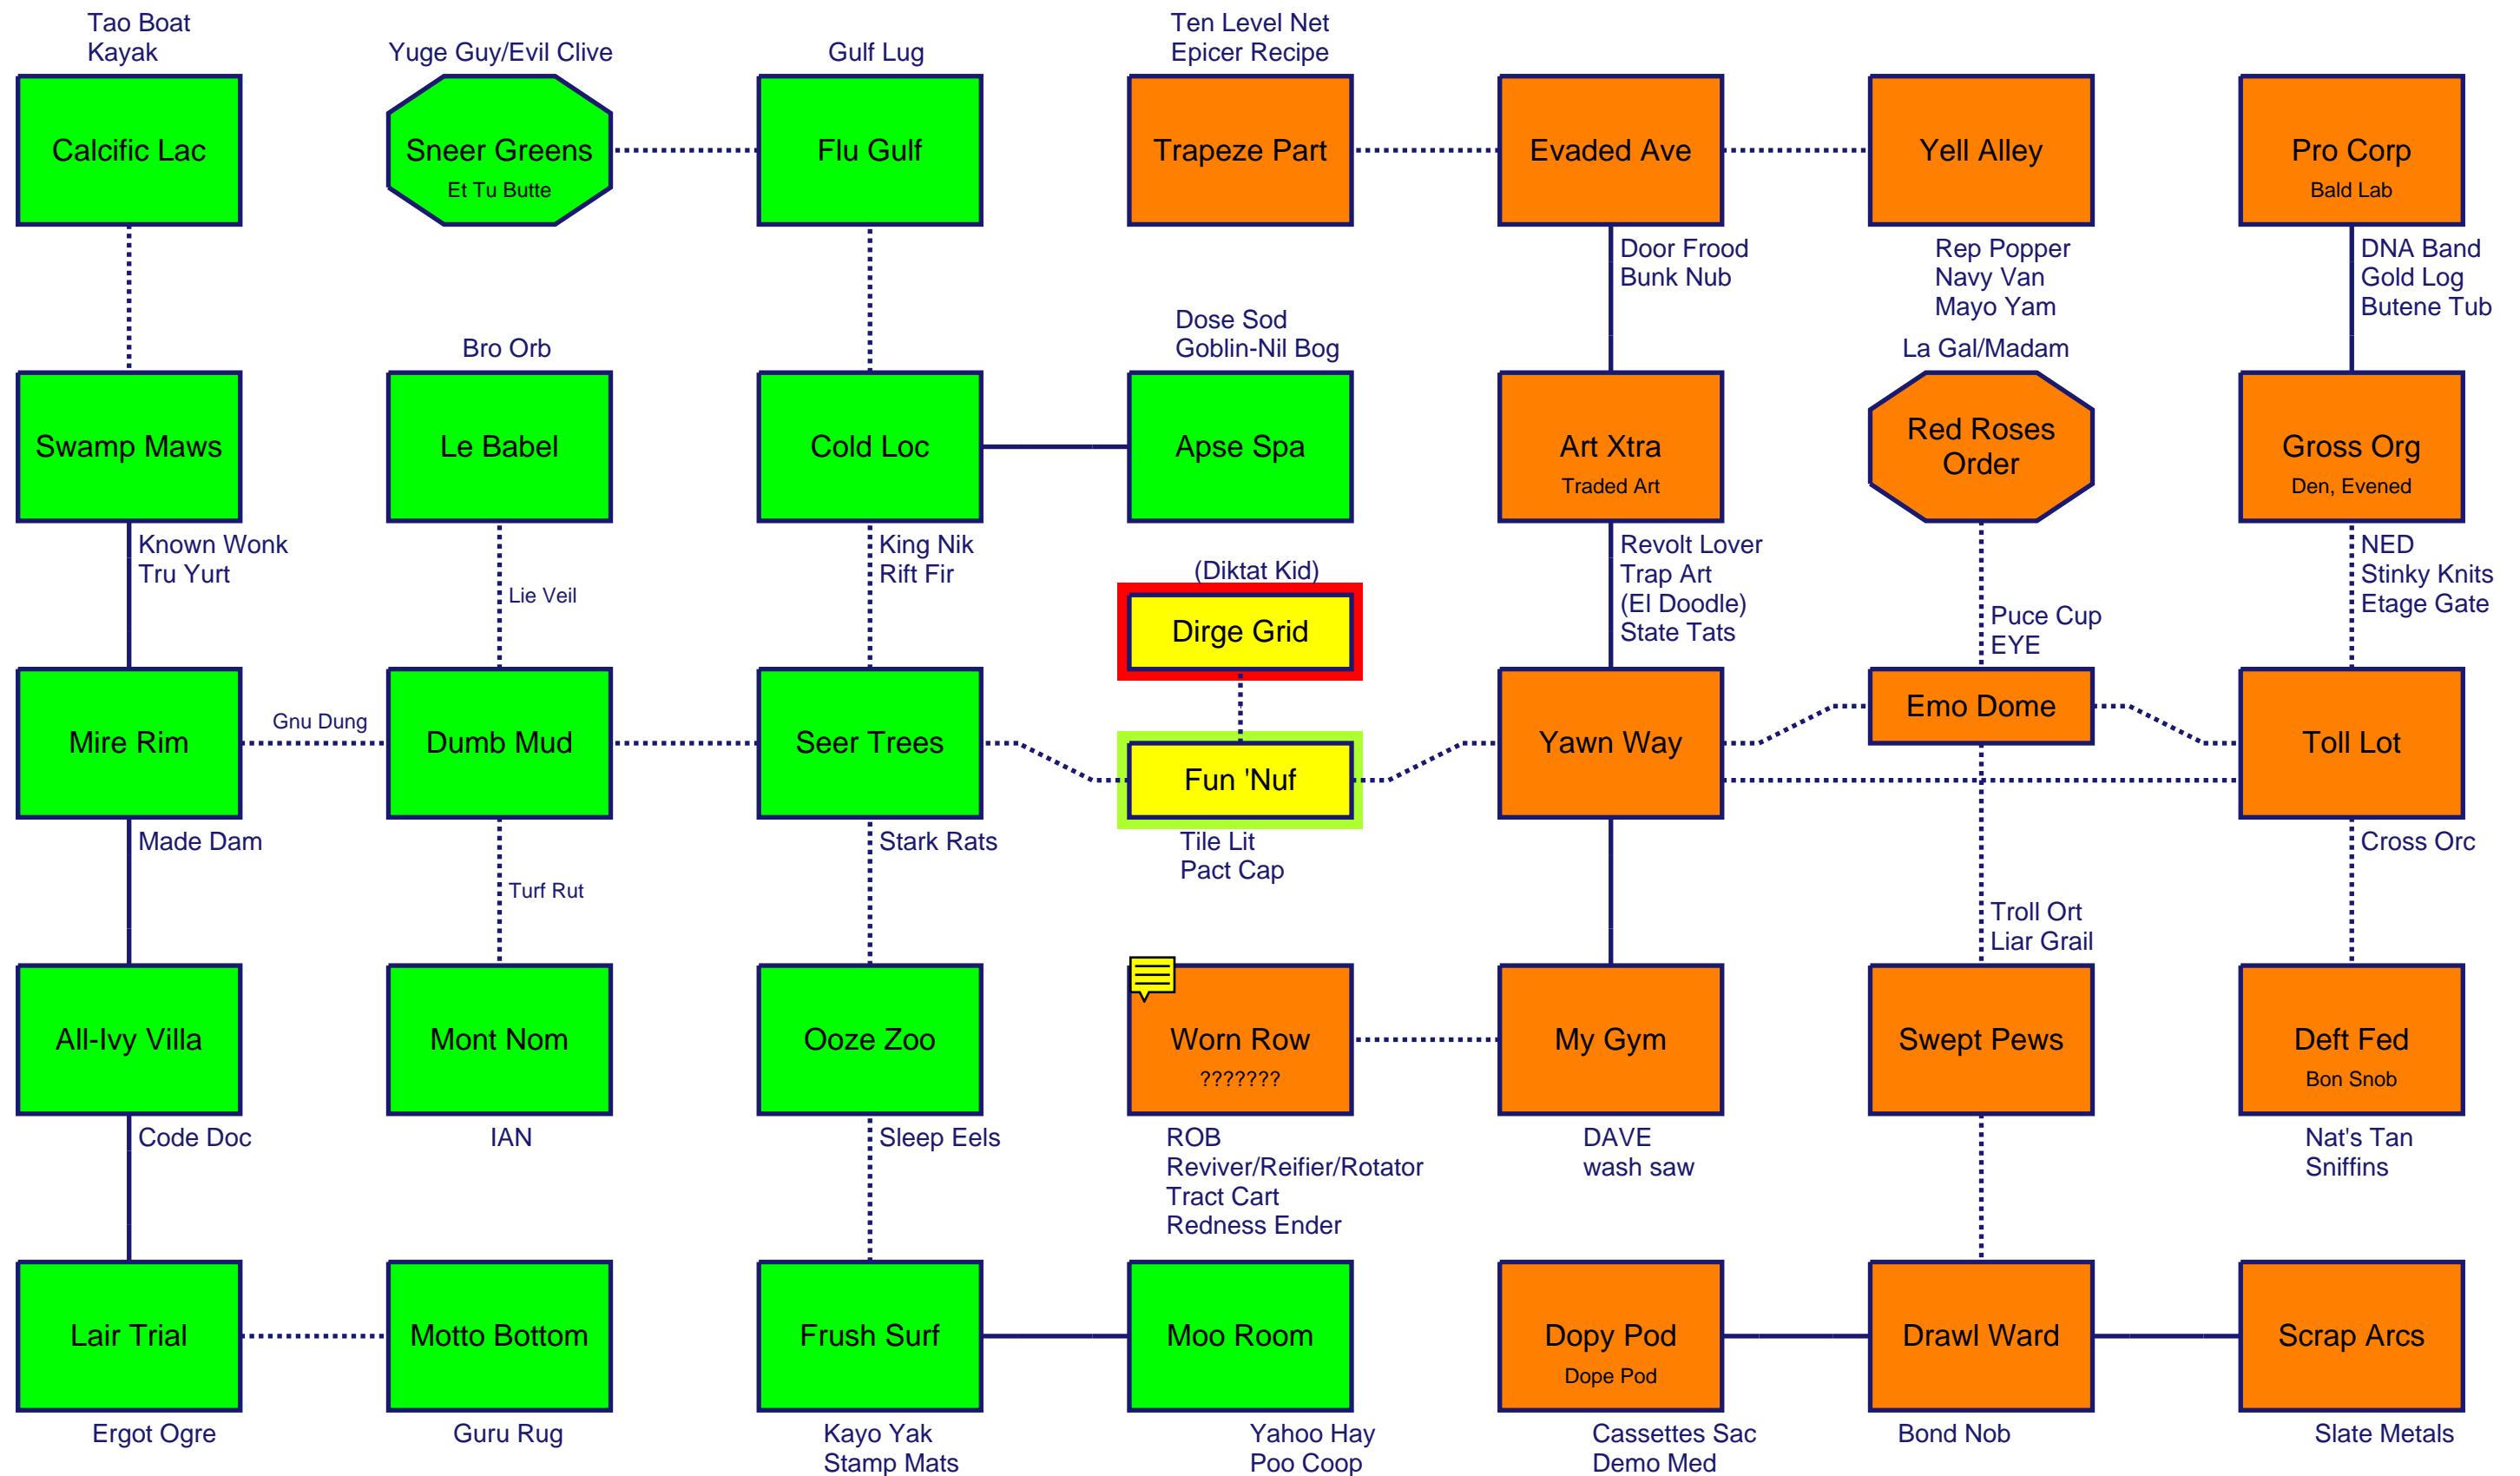 Tao Boat
Kayak
Yuge Guy/Evil Clive
Gulf Lug
Ten Level Net
Epicer Recipe
Calcific Lac
Sneer Greens
Et Tu Butte
Flu Gulf
Trapeze Part
Evaded Ave
Yell Alley
Pro Corp
Bald Lab
Door Frood
Bunk Nub
Rep Popper
Navy Van
Mayo Yam
DNA Band
Gold Log
Butene Tub
Bro Orb
Dose Sod
Goblin-Nil Bog
La Gal/Madam
Swamp Maws
Le Babel
Cold Loc
Apse Spa
Art Xtra
Traded Art
Red Roses
Order
Gross Org
Den, Evened
Known Wonk
Tru Yurt
Lie Veil
King Nik
Rift Fir
(Diktat Kid)
Dirge Grid
Revolt Lover
Trap Art
(El Doodle)
State Tats
Puce Cup
EYE
NED
Stinky Knits
Etage Gate
Mire Rim
Gnu Dung
Dumb Mud
Seer Trees
Fun 'Nuf
Yawn Way
Emo Dome
Toll Lot
Made Dam
Turf Rut
Stark Rats
Tile Lit
Pact Cap
Troll Ort
Liar Grail
Cross Orc
All-Ivy Villa
Mont Nom
Ooze Zoo
Worn Row
???????
My Gym
Swept Pews
Deft Fed
Bon Snob
Code Doc
IAN
Sleep Eels
ROB
Reviver/Reifier/Rotator
Tract Cart
Redness Ender
DAVE
wash saw
Nat's Tan
Sniffins
Lair Trial
Motto Bottom
Frush Surf
Moo Room
Dopy Pod
Dope Pod
Drawl Ward
Scrap Arcs
Ergot Ogre
Guru Rug
Kayo Yak
Stamp Mats
Yahoo Hay
Poo Coop
Cassettes Sac
Demo Med
Bond Nob
Slate Metals